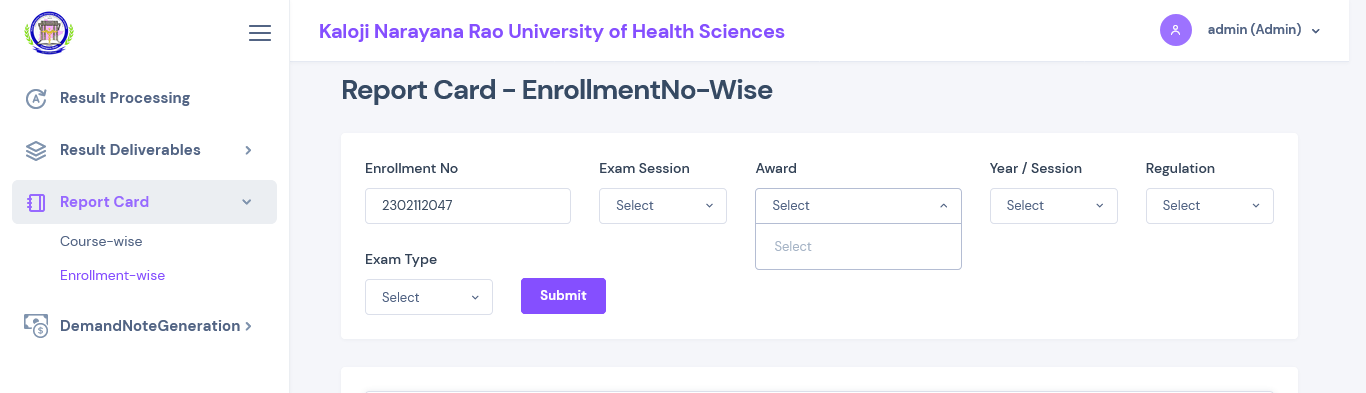 Kaloji Narayana Rao University of Health Sciences
admin (Admin)
Result Processing
Result Deliverables
Report Card
Course-wise
Enrollment-wise
DemandNoteGeneration
Report Card - EnrollmentNo-Wise
Enrollment No
Exam Session
Award
Year / Session
Regulation
2302112047
Select
Select
Select
Select
Select
Exam Type
Select
Submit